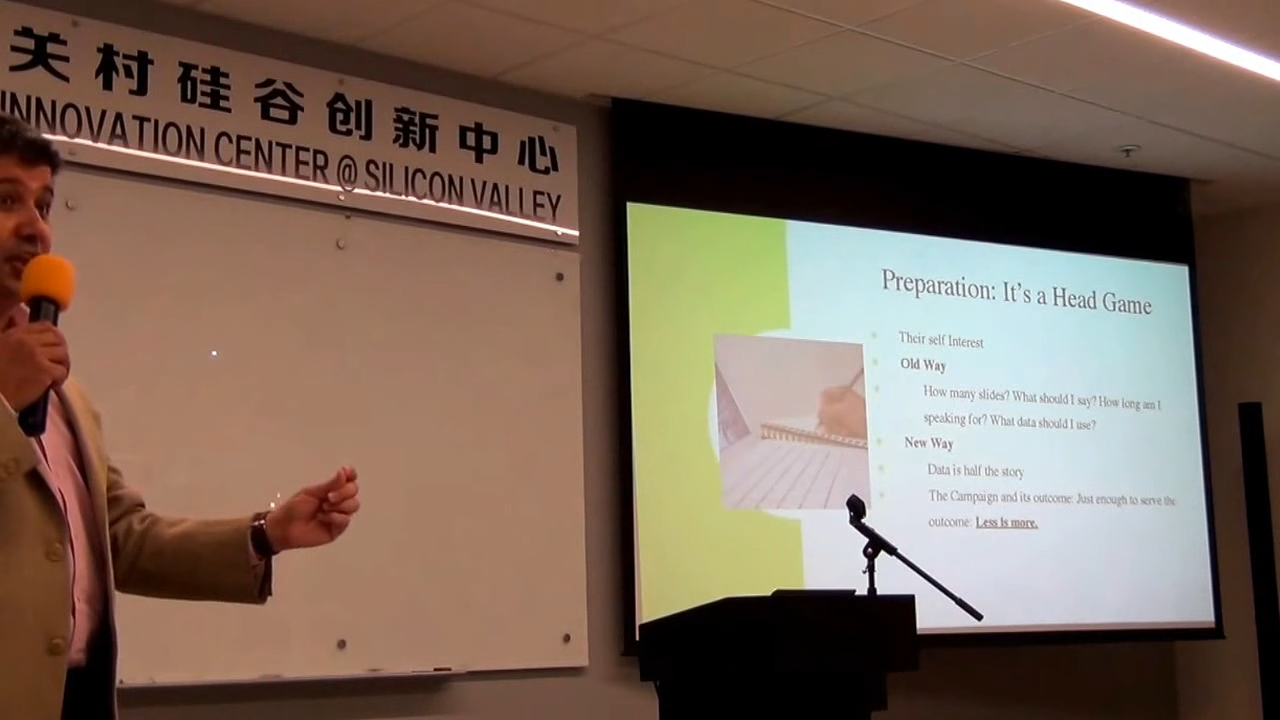 关村硅谷创新中心
INNOVATION CENTER @ SILICON VALLEY
Preparation: It's a Head Game
Their self Interest
Old Way
How many slides? What should I say? How long am I
speaking for? What data should I use?
New Way
Data is half the story
The Campaign and its outcome: Just enough to serve the
outcome: Less is more.